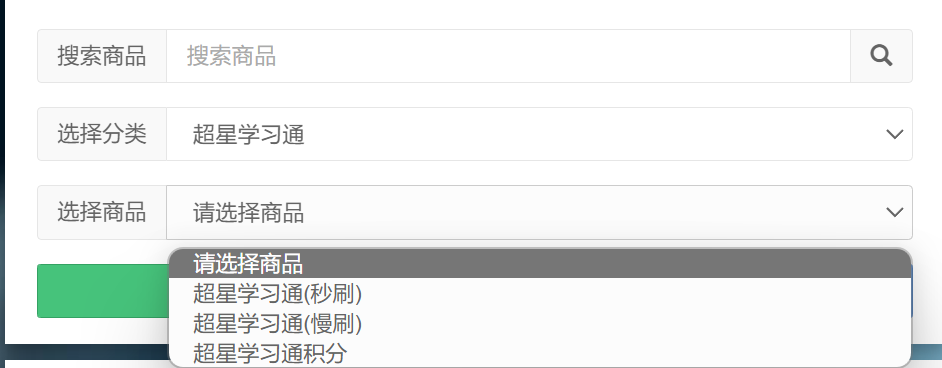 搜索商品 搜索商品
选择分类 超星学习通
选择商品 请选择商品
请选择商品
超星学习通(秒刷)
超星学习通(慢刷)
超星学习通积分